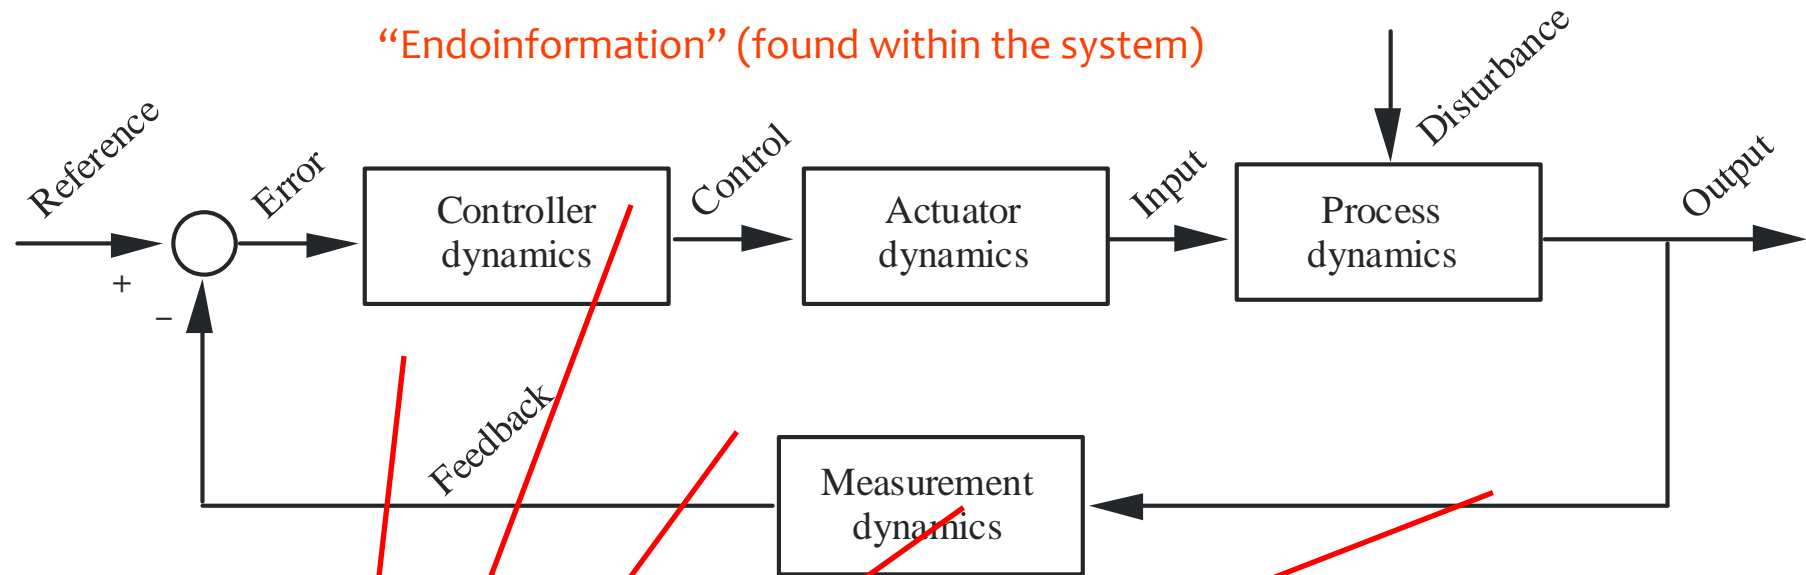 “Endoinformation” (found within the system)
Reference
Error
Controller
dynamics
Control
Actuator
dynamics
Input
Process
dynamics
Disturbance
Output
+
−
Feedback
Measurement
dynamics